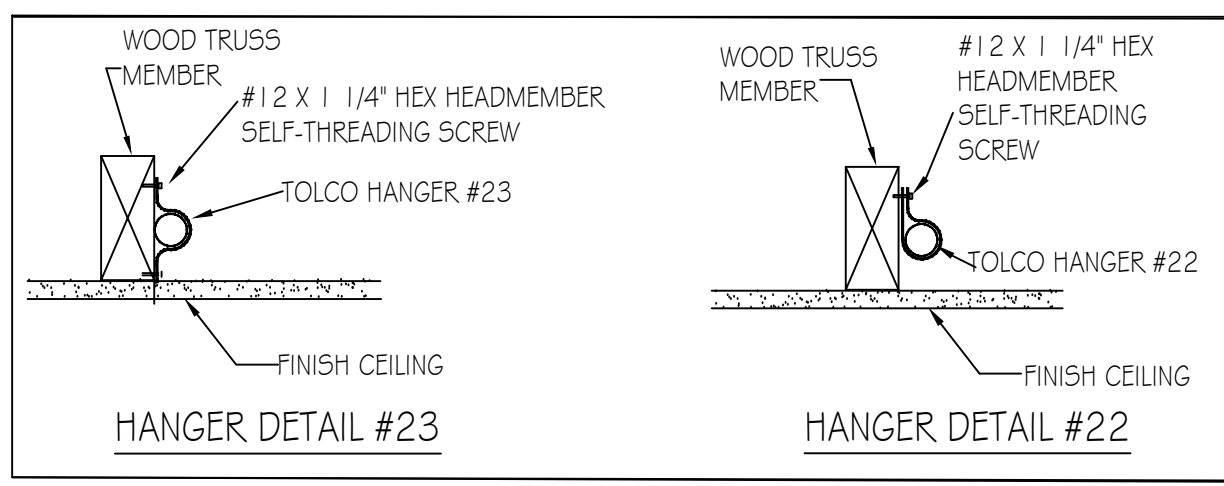 WOOD TRUSS
MEMBER
#12 X 1 1/4" HEX HEADMEMBER
SELF-THREADING SCREW
TOLCO HANGER #23
FINISH CEILING
HANGER DETAIL #23
WOOD TRUSS
MEMBER
#12 X 1 1/4" HEX
HEADMEMBER
SELF-THREADING
SCREW
TOLCO HANGER #22
FINISH CEILING
HANGER DETAIL #22